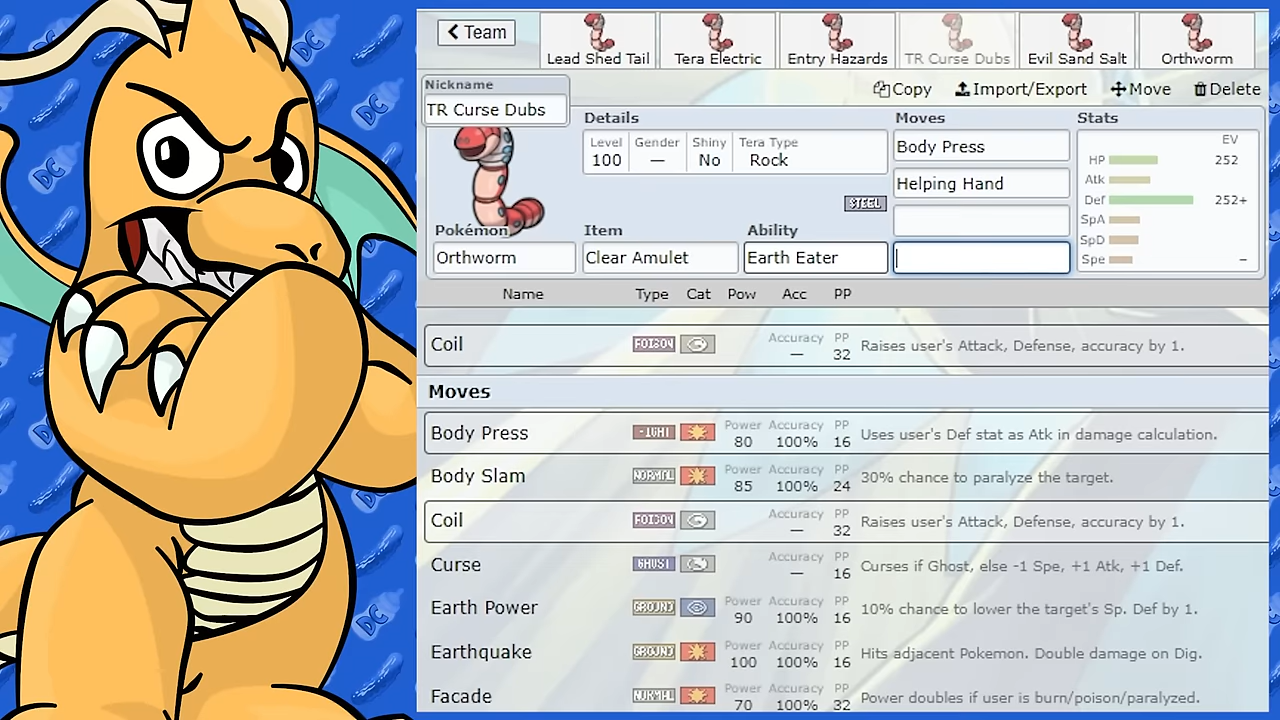 Team
Lead Shed Tail
Tera Electric
Entry Hazards
TR Curse Dubs
Evil Sand Salt
Orthworm
Copy
Import/Export
Move
Delete
Nickname
TR Curse Dubs
Details
Level Gender Shiny Tera Type
100 — No Rock
STEEL
Pokémon
Orthworm
Item
Clear Amulet
Ability
Earth Eater
Moves
Body Press
Helping Hand
Stats
EV
HP 252
Atk
Def 252+
SpA
SpD
Spe –
Name Type Cat Pow Acc PP
Coil POISON Accuracy — PP 32 Raises user's Attack, Defense, accuracy by 1.
Moves
Body Press FIGHT Power 80 Accuracy 100% PP 16 Uses user's Def stat as Atk in damage calculation.
Body Slam NORMAL Power 85 Accuracy 100% PP 24 30% chance to paralyze the target.
Coil POISON Accuracy — PP 32 Raises user's Attack, Defense, accuracy by 1.
Curse GHOST Accuracy — PP 16 Curses if Ghost, else -1 Spe, +1 Atk, +1 Def.
Earth Power GROUND Power 90 Accuracy 100% PP 16 10% chance to lower the target's Sp. Def by 1.
Earthquake GROUND Power 100 Accuracy 100% PP 16 Hits adjacent Pokemon. Double damage on Dig.
Facade NORMAL Power 70 Accuracy 100% PP 32 Power doubles if user is burn/poison/paralyzed.
DC
DC
DC
DC
DC